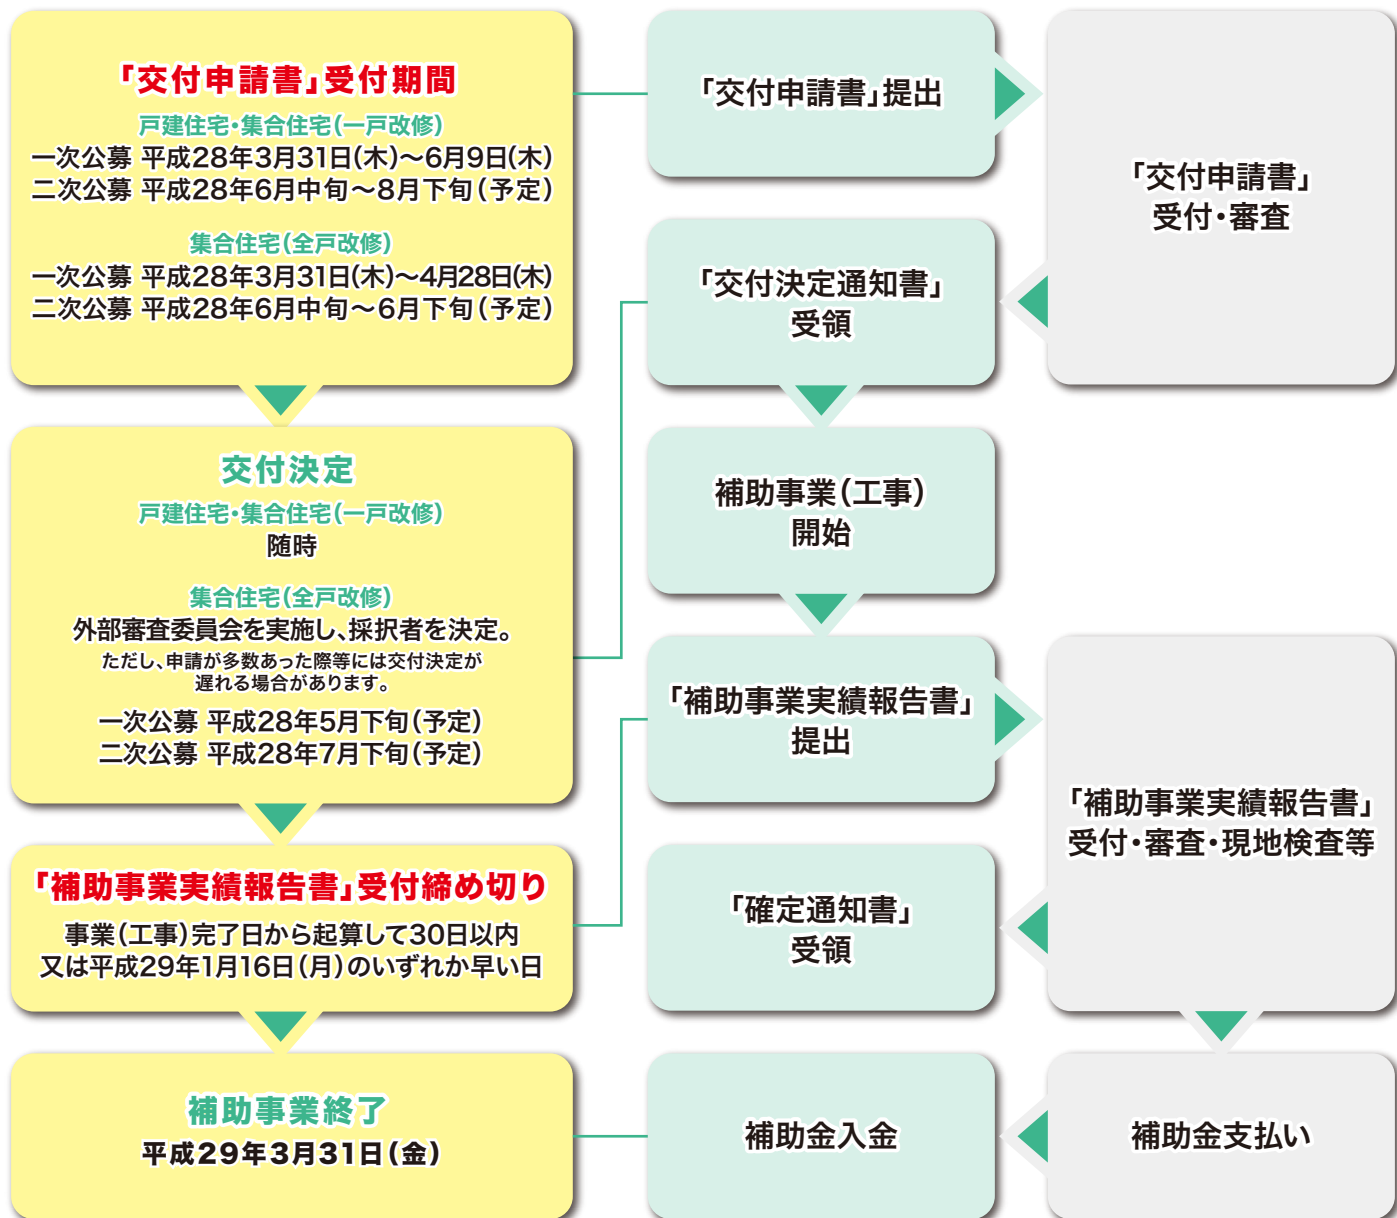 「交付申請書」受付期間
戸建住宅・集合住宅(一戸改修)
一次公募 平成28年3月31日(木)～6月9日(木)
二次公募 平成28年6月中旬～8月下旬(予定)
集合住宅(全戸改修)
一次公募 平成28年3月31日(木)～4月28日(木)
二次公募 平成28年6月中旬～6月下旬(予定)
交付決定
戸建住宅・集合住宅(一戸改修)
随時
集合住宅(全戸改修)
外部審査委員会を実施し、採択者を決定。
ただし、申請が多数あった際等には交付決定が
遅れる場合があります。
一次公募 平成28年5月下旬(予定)
二次公募 平成28年7月下旬(予定)
「補助事業実績報告書」受付締め切り
事業(工事)完了日から起算して30日以内
又は平成29年1月16日(月)のいずれか早い日
補助事業終了
平成29年3月31日(金)
「交付申請書」提出
「交付決定通知書」
受領
補助事業(工事)
開始
「補助事業実績報告書」
提出
「確定通知書」
受領
補助金入金
「交付申請書」
受付・審査
「補助事業実績報告書」
受付・審査・現地検査等
補助金支払い